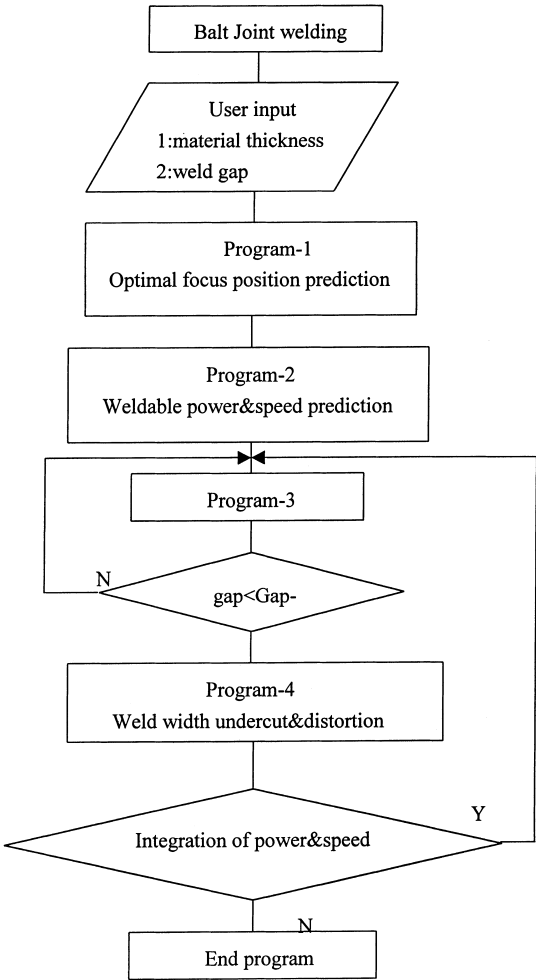 Balt Joint welding
User input
1:material thickness
2:weld gap
Program-1
Optimal focus position prediction
Program-2
Weldable power&speed prediction
Program-3
N
gap<Gap-
Program-4
Weld width undercut&distortion
Y
Integration of power&speed
N
End program